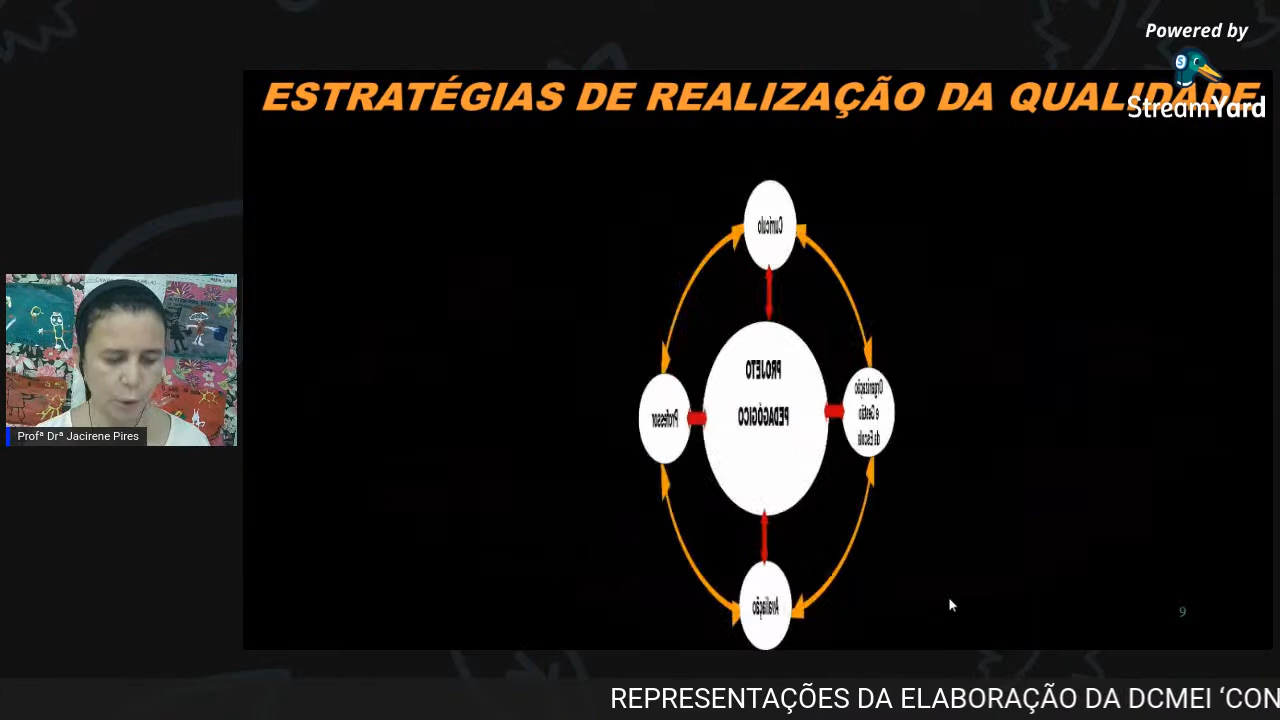 Powered by
StreamYard
ESTRATÉGIAS DE REALIZAÇÃO DA QUALIDADE
Currículo
PROJETO
PEDAGÓGICO
Professor
Organização
e Gestão
da Escola
Avaliação
9
Profª Drª Jacirene Pires
REPRESENTAÇÕES DA ELABORAÇÃO DA DCMEI ‘CON